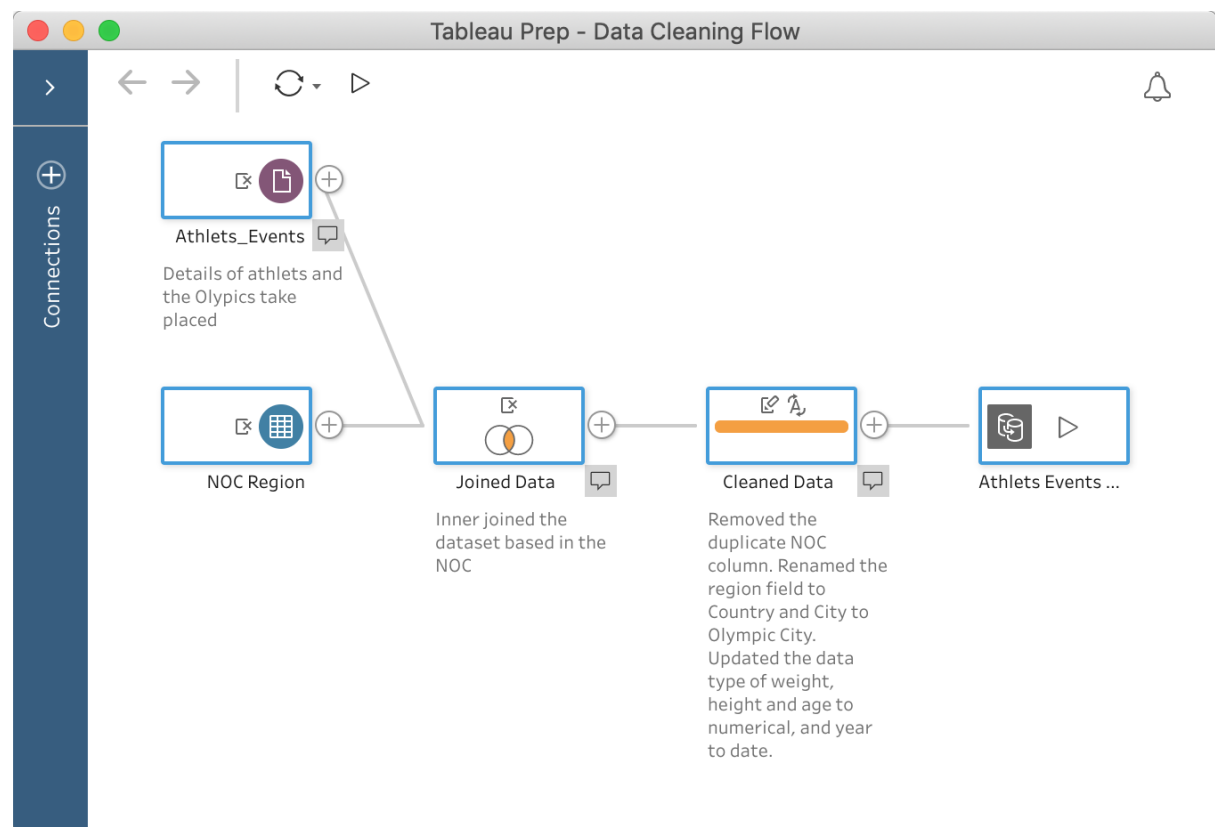 Tableau Prep - Data Cleaning Flow
Connections
Athlets_Events
Details of athlets and
the Olypics take
placed
NOC Region
Joined Data
Inner joined the
dataset based in the
NOC
Cleaned Data
Removed the
duplicate NOC
column. Renamed the
region field to
Country and City to
Olympic City.
Updated the data
type of weight,
height and age to
numerical, and year
to date.
Athlets Events ...